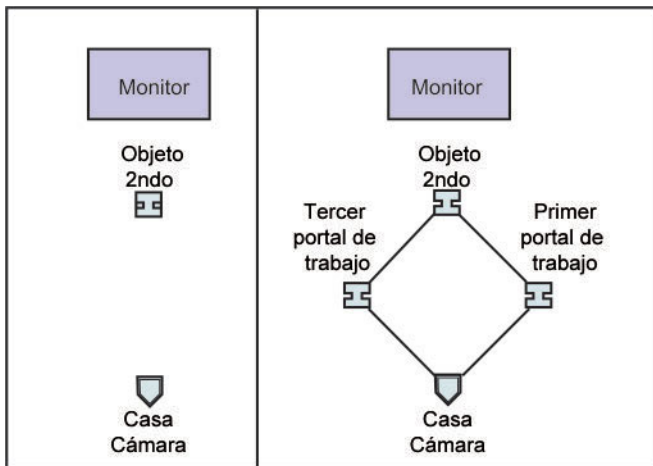 Monitor
Objeto
2ndo
Casa
Cámara
Monitor
Objeto
2ndo
Tercer
portal de
trabajo
Primer
portal de
trabajo
Casa
Cámara